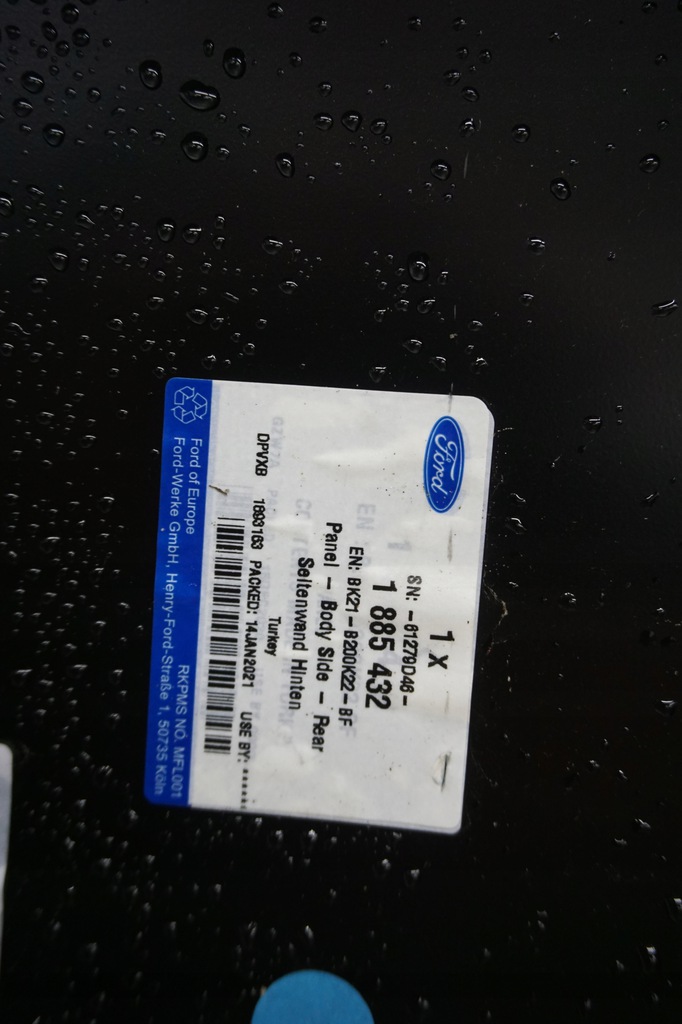 Ford
1 x
SN: -61279D46-
1 885 432
EN: BK21-B200K22-BF
Panel - Body Side - Rear
Seitenwand Hinten
Turkey
DPVXB 1893163 PACKED: 14JAN2021 USE BY: ......
RKPMS NO. MFL001
Ford of Europe
Ford-Werke GmbH, Henry-Ford-Straße 1, 50735 Köln